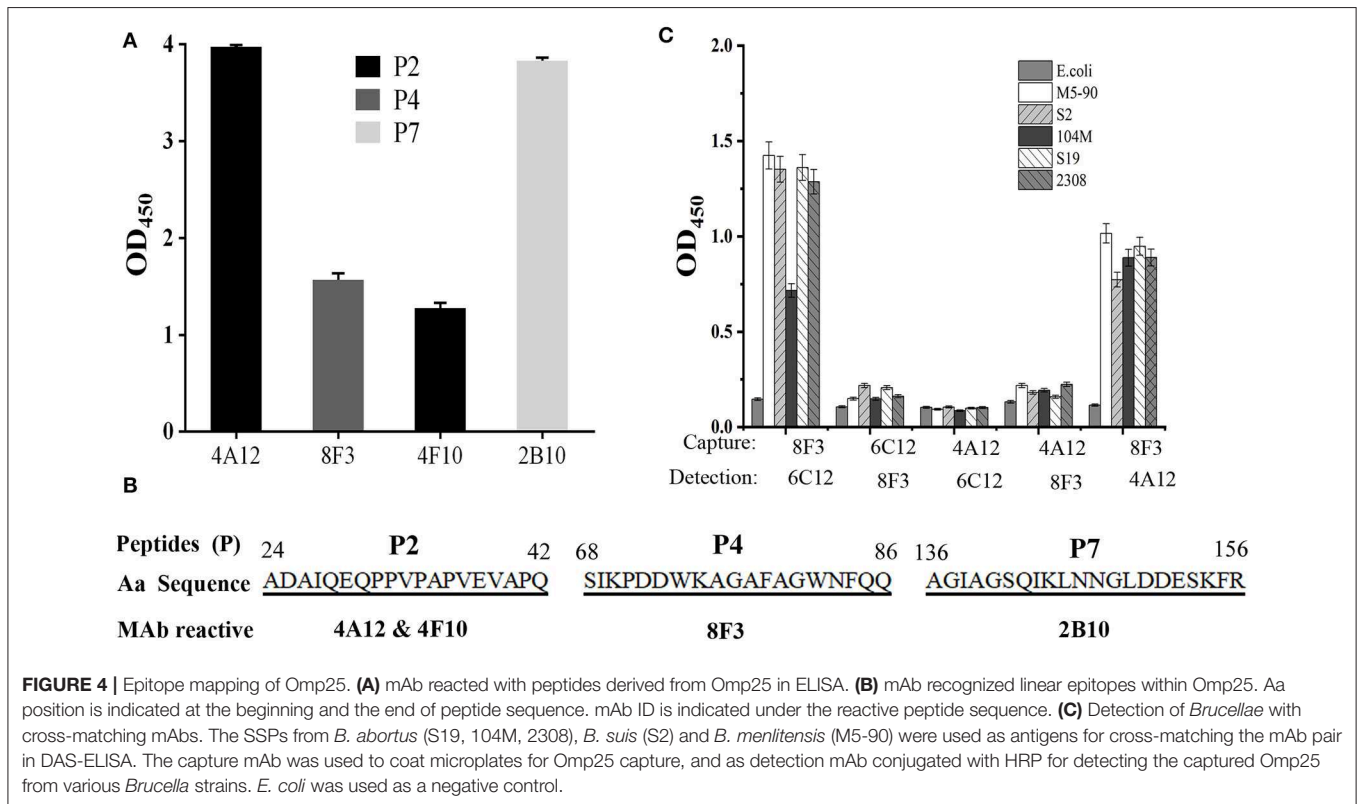 A
OD450
4
3
2
1
0
P2
P4
P7
4A12 8F3 4F10 2B10
C
OD450
2.0
1.5
1.0
0.5
0.0
E.coli
M5-90
S2
104M
S19
2308
Capture: 8F3 6C12 4A12 4A12 8F3
Detection: 6C12 8F3 6C12 8F3 4A12
B
Peptides (P) 24 P2 42 68 P4 86 136 P7 156
Aa Sequence ADAIQEQPPVPAPVEVAPQ SIKPDDWKAGAFAGWNFQQ AGIAGSQIKLNNGLDDESKFR
MAb reactive 4A12 & 4F10 8F3 2B10
FIGURE 4 | Epitope mapping of Omp25. (A) mAb reacted with peptides derived from Omp25 in ELISA. (B) mAb recognized linear epitopes within Omp25. Aa
position is indicated at the beginning and the end of peptide sequence. mAb ID is indicated under the reactive peptide sequence. (C) Detection of Brucellae with
cross-matching mAbs. The SSPs from B. abortus (S19, 104M, 2308), B. suis (S2) and B. menlitensis (M5-90) were used as antigens for cross-matching the mAb pair
in DAS-ELISA. The capture mAb was used to coat microplates for Omp25 capture, and as detection mAb conjugated with HRP for detecting the captured Omp25
from various Brucella strains. E. coli was used as a negative control.